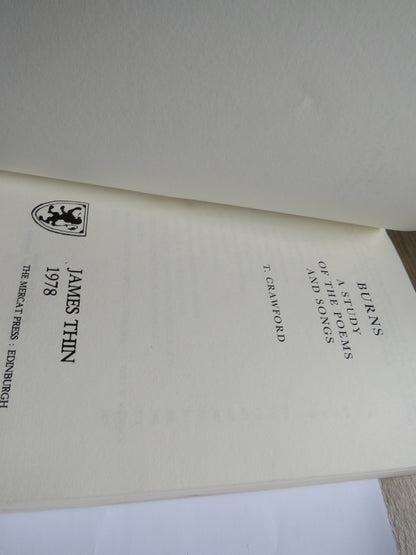 BURNS
A STUDY
OF THE POEMS
AND SONGS
T. CRAWFORD
JAMES THIN
1978
THE MERCAT PRESS : EDINBURGH